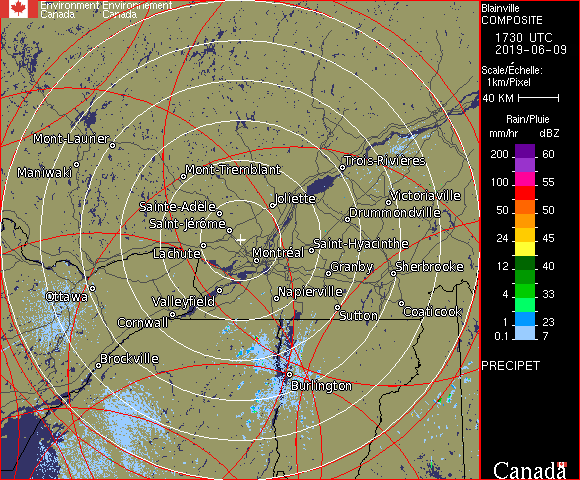 Environment Environnement
Canada Canada
Blainville
COMPOSITE
1730 UTC
2019-06-09
Scale/Échelle:
1km/Pixel
40 KM
Rain/Pluie
mm/hr dBZ
200 60
100 55
50 50
24 45
12 40
4 33
1 30
0.1 7
23
PRECIPET
Canada
Mont-Laurier
Maniwaki
Mont-Tremblant
Trois-Rivières
Joliette
Victoriaville
Sainte-Adèle
Drummondville
Saint-Jérôme
Saint-Hyacinthe
Lachute
Montréal
Granby
Sherbrooke
Ottawa
Valleyfield
Napierville
Cornwall
Sutton
Coaticook
Brockville
Burlington